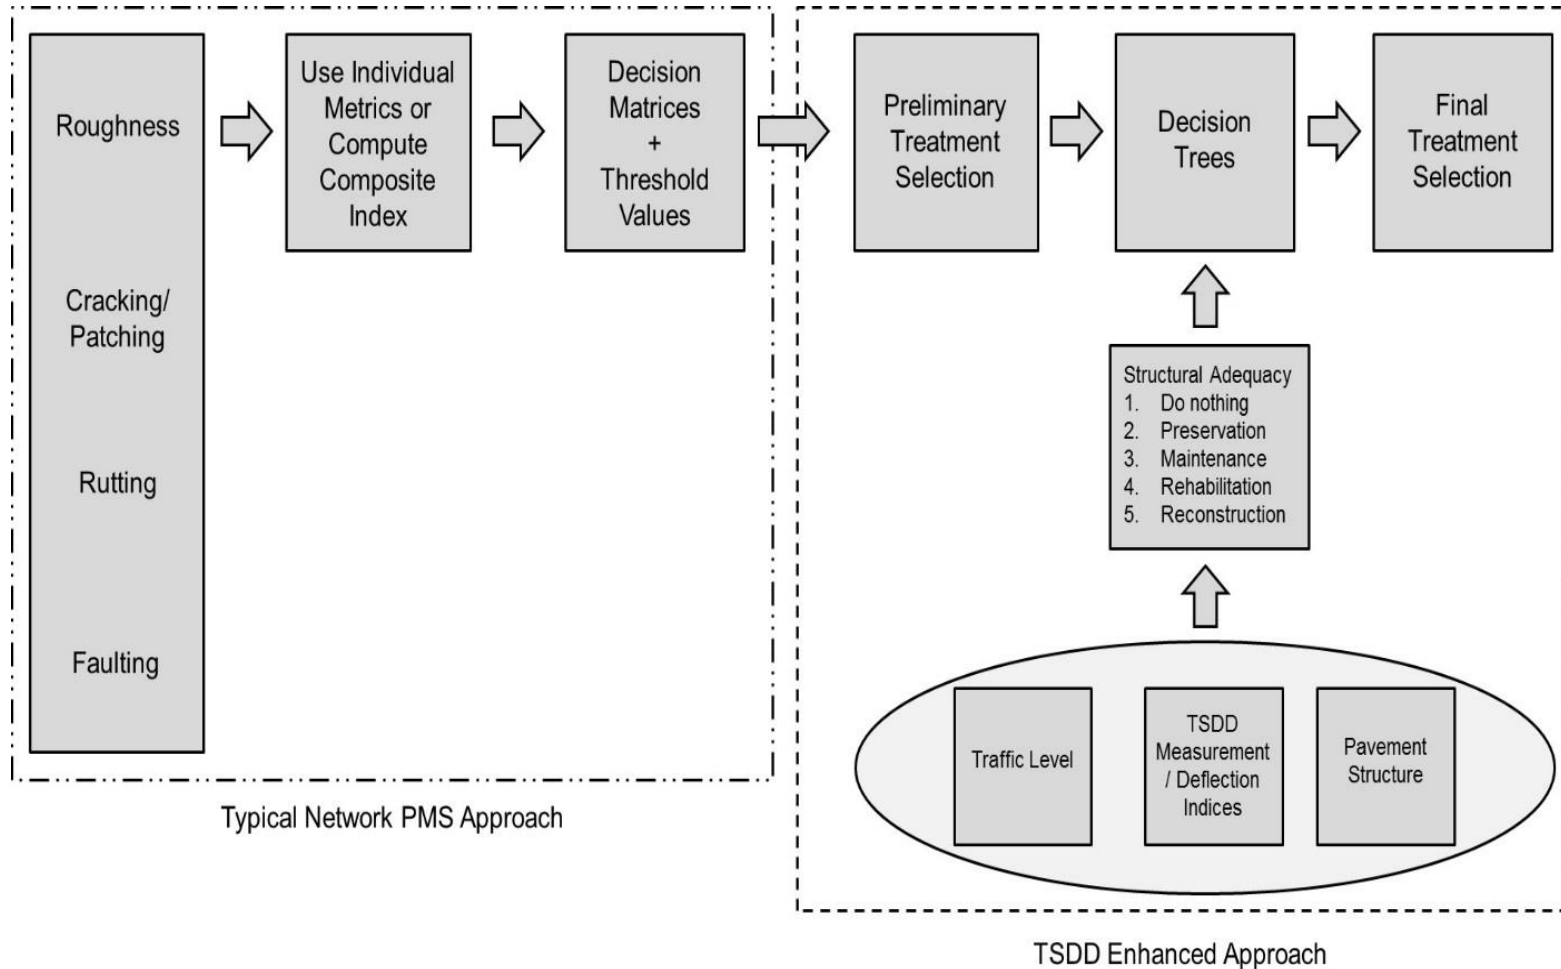 Roughness
Cracking/
Patching
Rutting
Faulting
Use Individual
Metrics or
Compute
Composite
Index
Decision
Matrices
+
Threshold
Values
Typical Network PMS Approach
Preliminary
Treatment
Selection
Decision
Trees
Final
Treatment
Selection
Structural Adequacy
1. Do nothing
2. Preservation
3. Maintenance
4. Rehabilitation
5. Reconstruction
Traffic Level
TSDD
Measurement
/ Deflection
Indices
Pavement
Structure
TSDD Enhanced Approach